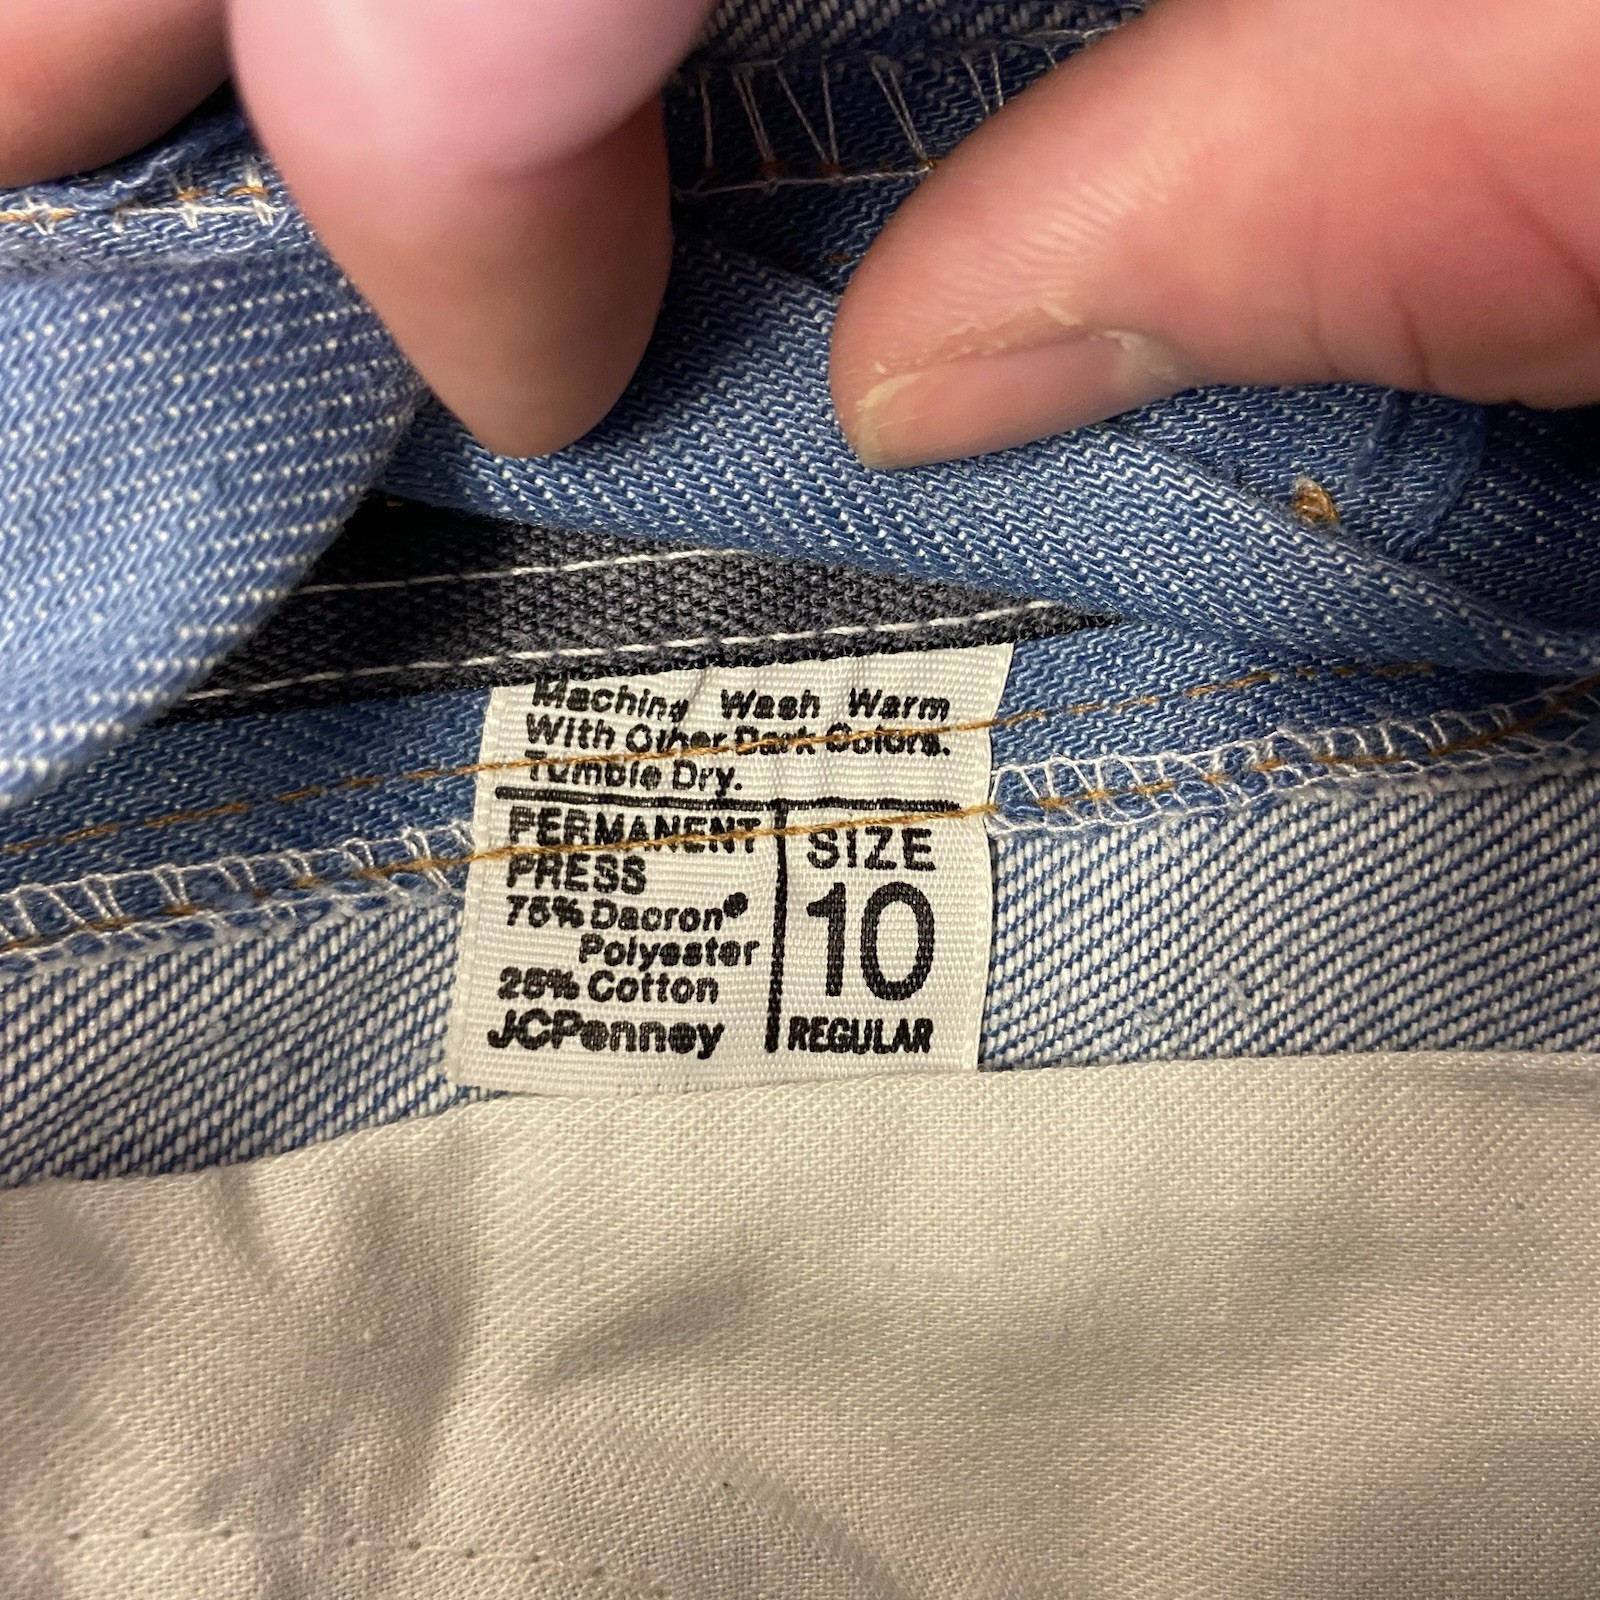 Machine Wash Warm
With Other Dark Colors.
Tumble Dry.
PERMANENT
PRESS
75% Dacron®
Polyester
25% Cotton
JCPenney
SIZE
10
REGULAR